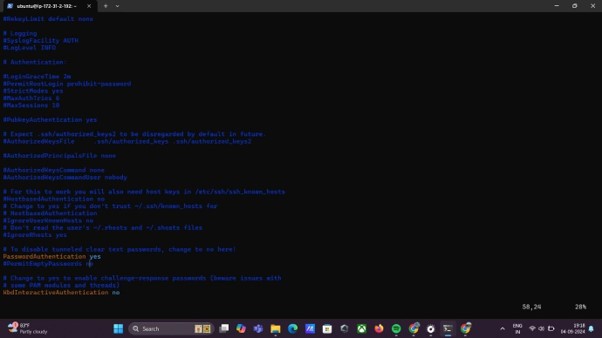 ubuntu@ip-172-31-2-192: ~
#RekeyLimit default none
# Logging
#SyslogFacility AUTH
#LogLevel INFO
# Authentication:
#LoginGraceTime 2m
#PermitRootLogin prohibit-password
#StrictModes yes
#MaxAuthTries 6
#MaxSessions 10
#PubkeyAuthentication yes
# Expect .ssh/authorized_keys2 to be disregarded by default in future.
#AuthorizedKeysFile .ssh/authorized_keys .ssh/authorized_keys2
#AuthorizedPrincipalsFile none
#AuthorizedKeysCommand none
#AuthorizedKeysCommandUser nobody
# For this to work you will also need host keys in /etc/ssh/ssh_known_hosts
#HostbasedAuthentication no
# Change to yes if you don't trust ~/.ssh/known_hosts for
# HostbasedAuthentication
#IgnoreUserKnownHosts no
# Don't read the user's ~/.rhosts and ~/.shosts files
#IgnoreRhosts yes
# To disable tunneled clear text passwords, change to no here!
PasswordAuthentication yes
#PermitEmptyPasswords no
# Change to yes to enable challenge-response passwords (beware issues with
# some PAM modules and threads)
KbdInteractiveAuthentication no
58,24 28%
83°F
Search
ENG
IN
19:18
04-09-2024